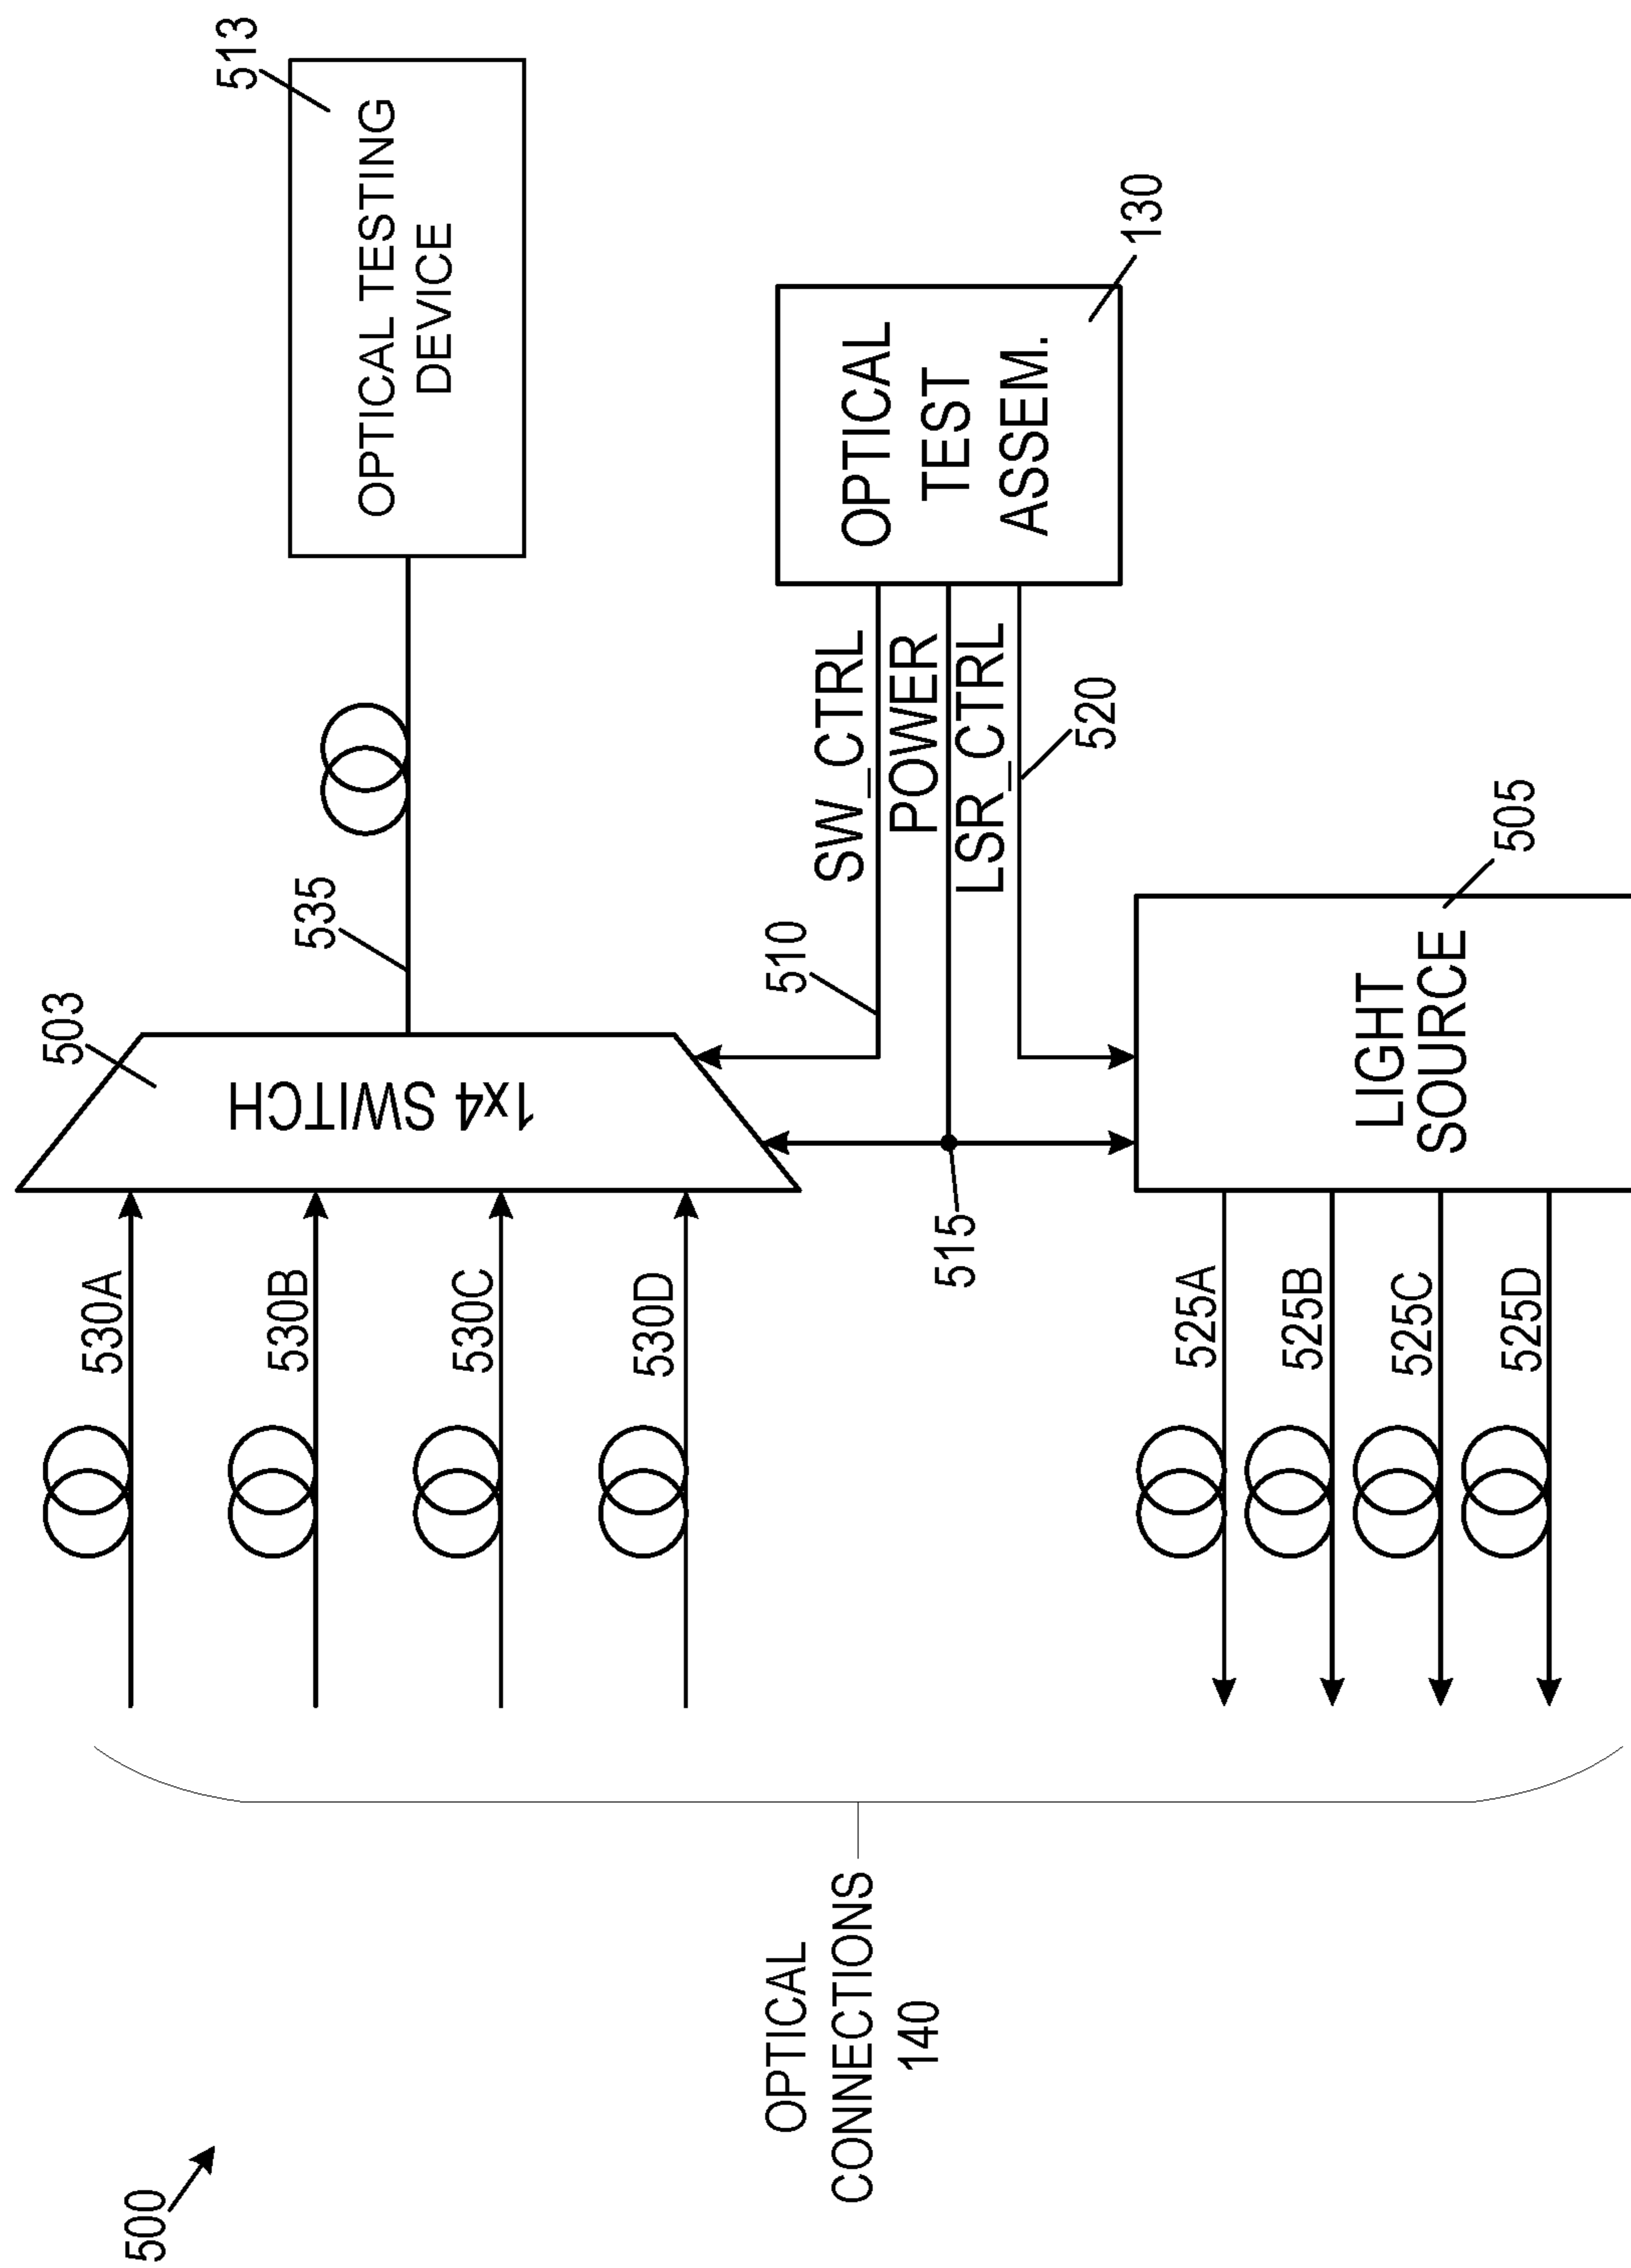 500
OPTICAL
CONNECTIONS
140
530A
530B
530C
530D
525A
525B
525C
525D
503
1x4 SWITCH
535
513
OPTICAL TESTING
DEVICE
510
SW_CTRL
POWER
LSR_CTRL
515
520
OPTICAL
TEST
ASSEM.
130
LIGHT
SOURCE
505